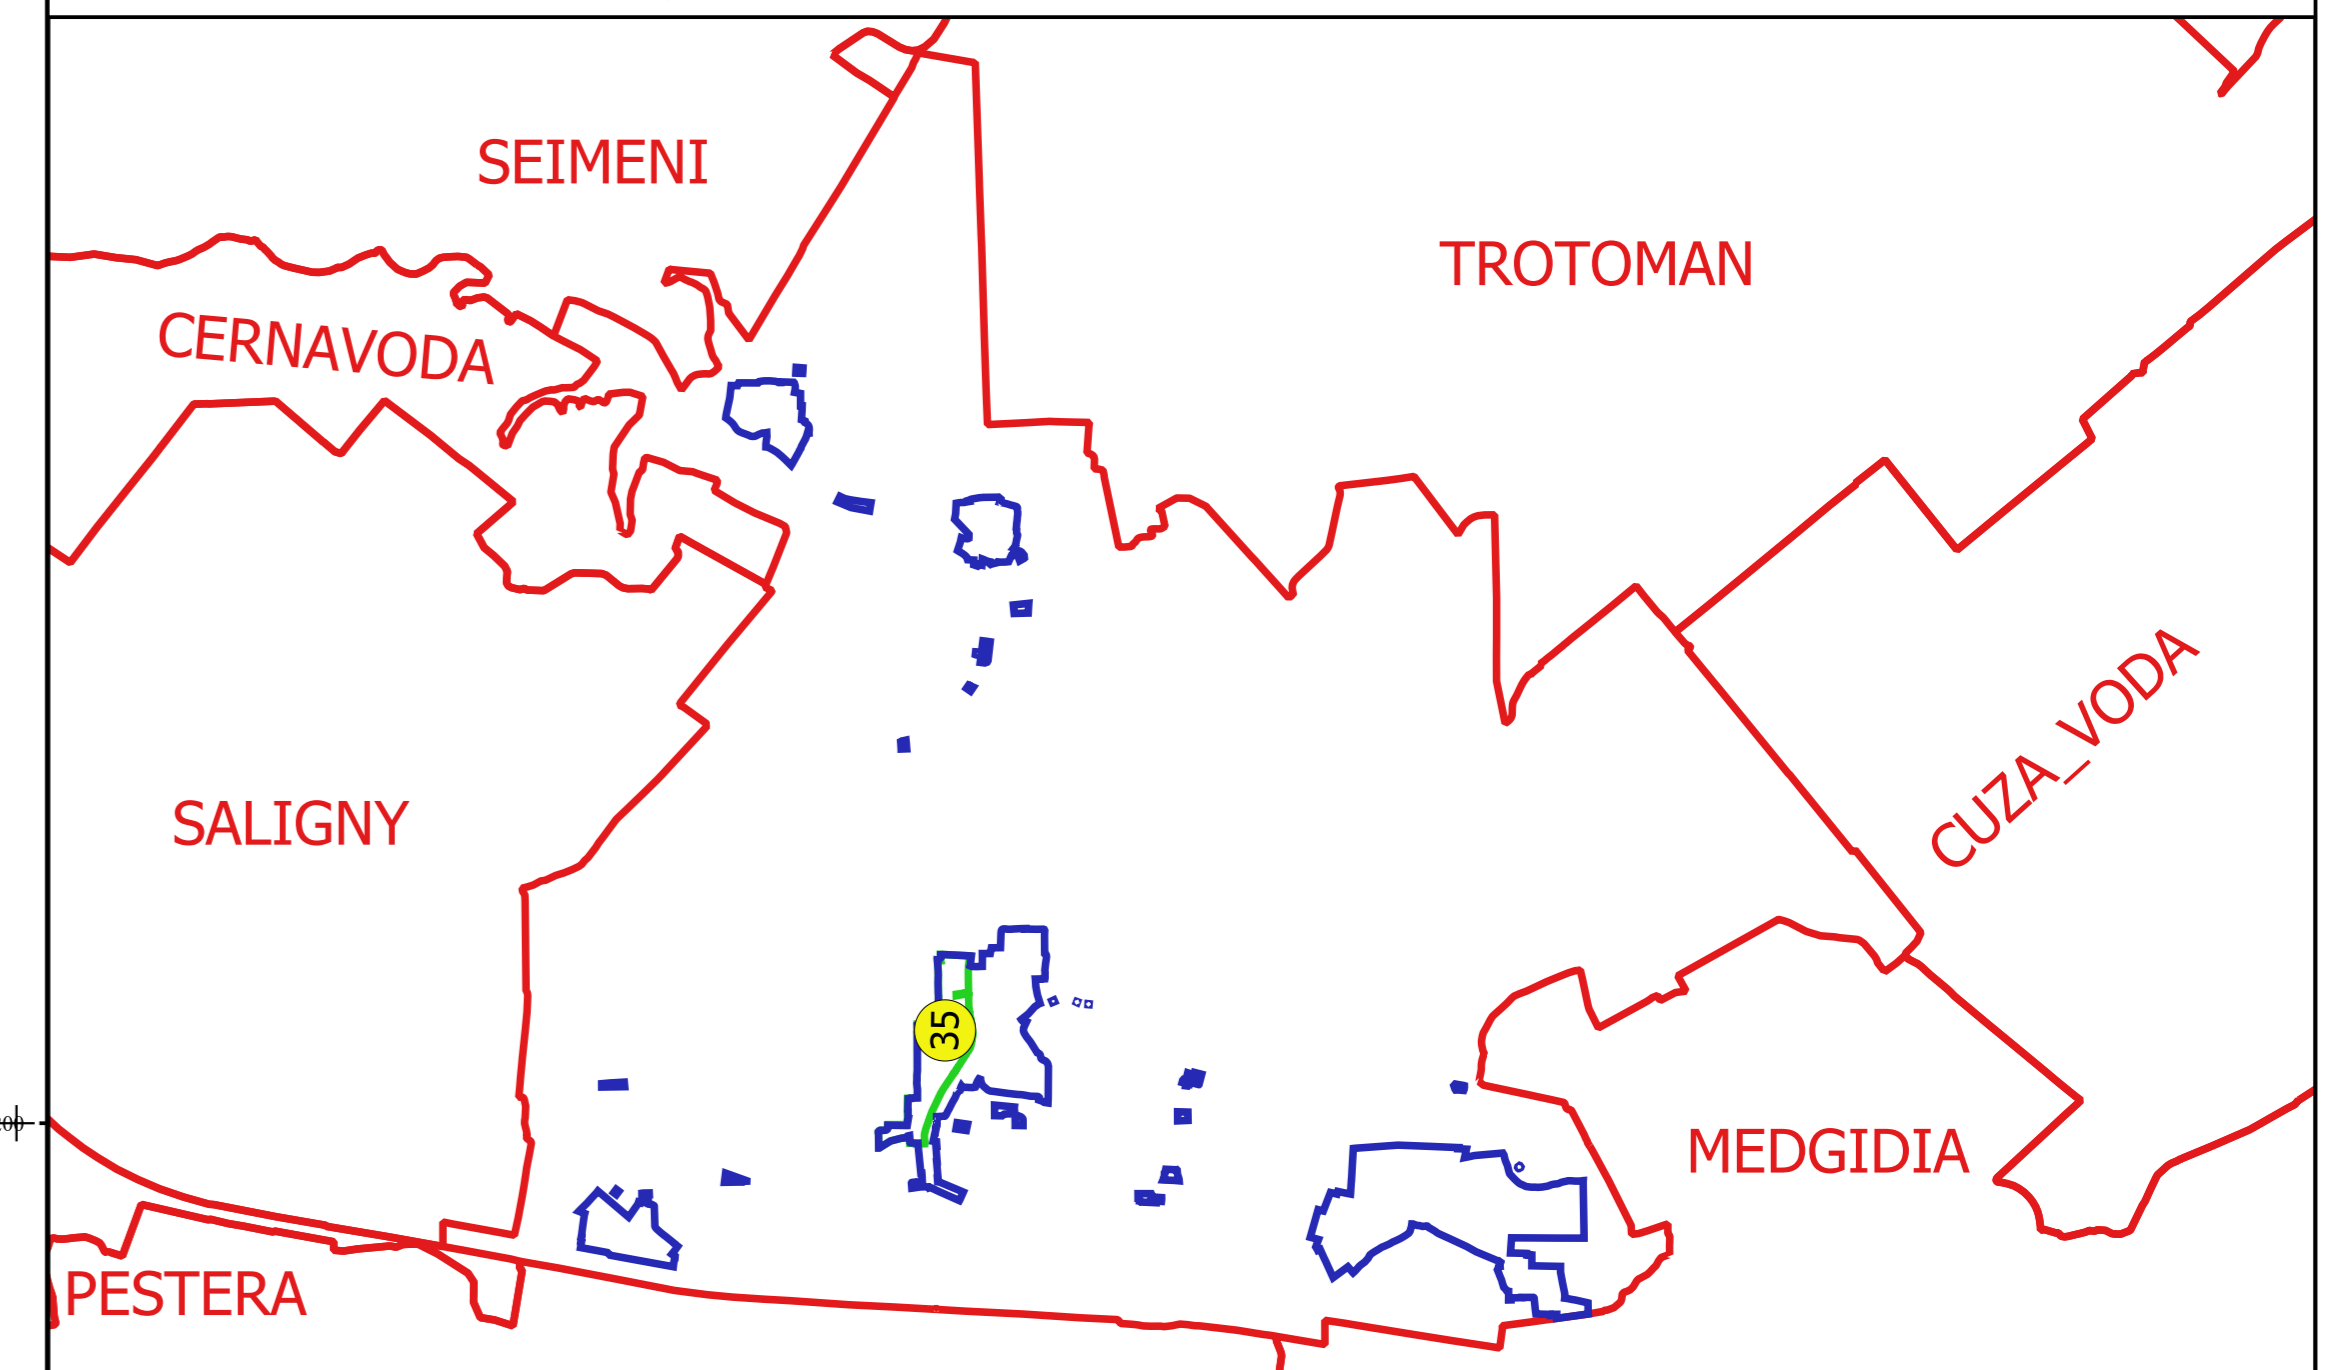 SEIMENI
TROTOMAN
CERNAVODA
CUZA_VODA
SALIGNY
35
MEDGIDIA
PESTERA